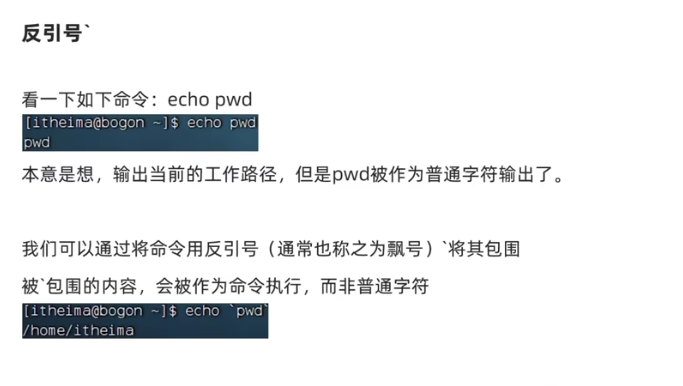 反引号`
看一下如下命令：echo pwd
[itheima@bogon ~]$ echo pwd
pwd
本意是想，输出当前的工作路径，但是pwd被作为普通字符输出了。
我们可以通过将命令用反引号（通常也称之为飘号）`将其包围
被`包围的内容，会被作为命令执行，而非普通字符
[itheima@bogon ~]$ echo `pwd`
/home/itheima